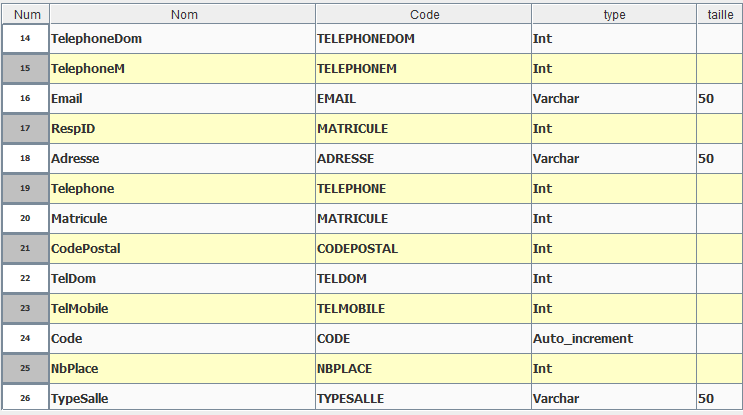 Num Nom Code type taille
14 TelephoneDom TELEPHONEDOM Int
15 TelephoneM TELEPHONEM Int
16 Email EMAIL Varchar 50
17 RespID MATRICULE Int
18 Adresse ADRESSE Varchar 50
19 Telephone TELEPHONE Int
20 Matricule MATRICULE Int
21 CodePostal CODEPOSTAL Int
22 TelDom TELDOM Int
23 TelMobile TELMOBILE Int
24 Code CODE Auto_increment
25 NbPlace NBPLACE Int
26 TypeSalle TYPESALLE Varchar 50